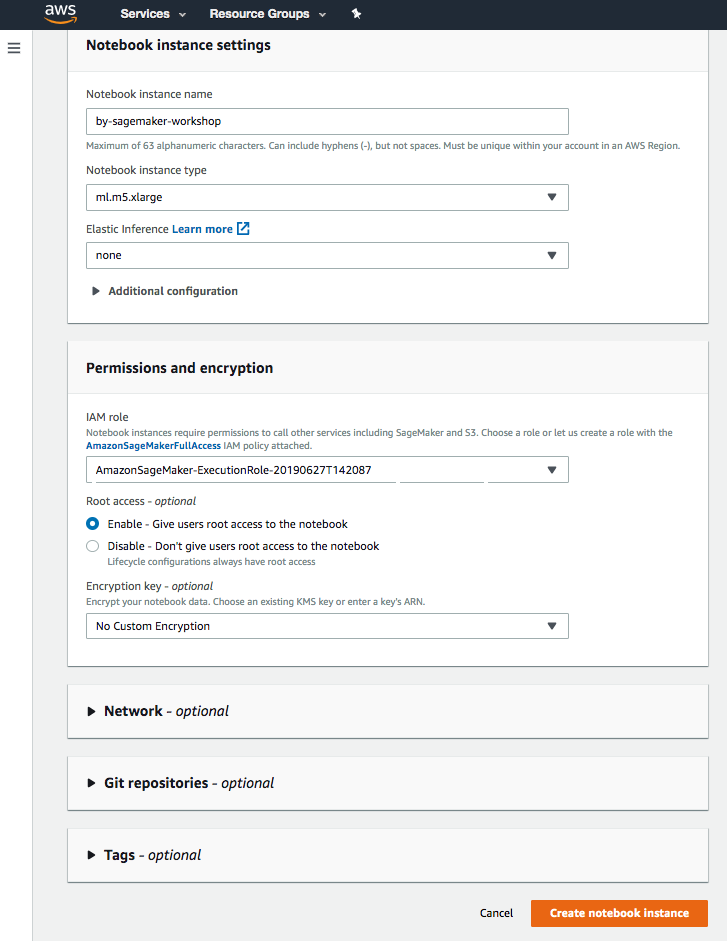 aws Services Resource Groups
Notebook instance settings
Notebook instance name
by-sagemaker-workshop
Maximum of 63 alphanumeric characters. Can include hyphens (-), but not spaces. Must be unique within your account in an AWS Region.
Notebook instance type
ml.m5.xlarge
Elastic Inference Learn more
none
Additional configuration
Permissions and encryption
IAM role
Notebook instances require permissions to call other services including SageMaker and S3. Choose a role or let us create a role with the
AmazonSageMakerFullAccess IAM policy attached.
AmazonSageMaker-ExecutionRole-20190627T142087
Root access - optional
Enable - Give users root access to the notebook
Disable - Don't give users root access to the notebook
Lifecycle configurations always have root access
Encryption key - optional
Encrypt your notebook data. Choose an existing KMS key or enter a key's ARN.
No Custom Encryption
Network - optional
Git repositories - optional
Tags - optional
Cancel Create notebook instance